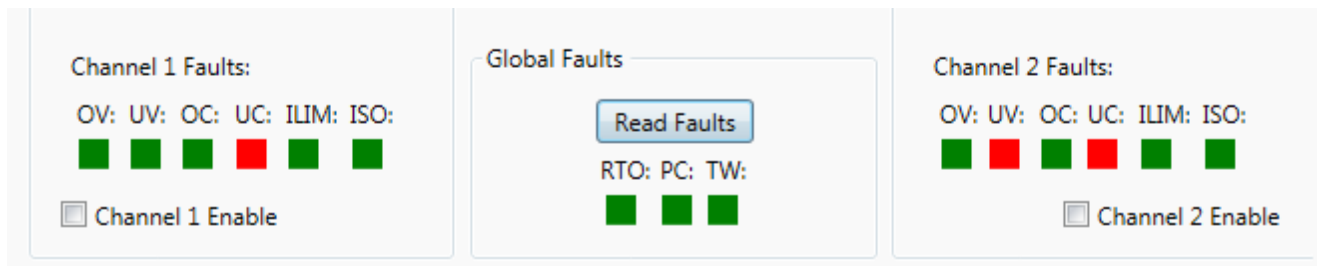 Channel 1 Faults:
OV: UV: OC: UC: ILIM: ISO:
Channel 1 Enable
Global Faults
Read Faults
RTO: PC: TW:
Channel 2 Faults:
OV: UV: OC: UC: ILIM: ISO:
Channel 2 Enable